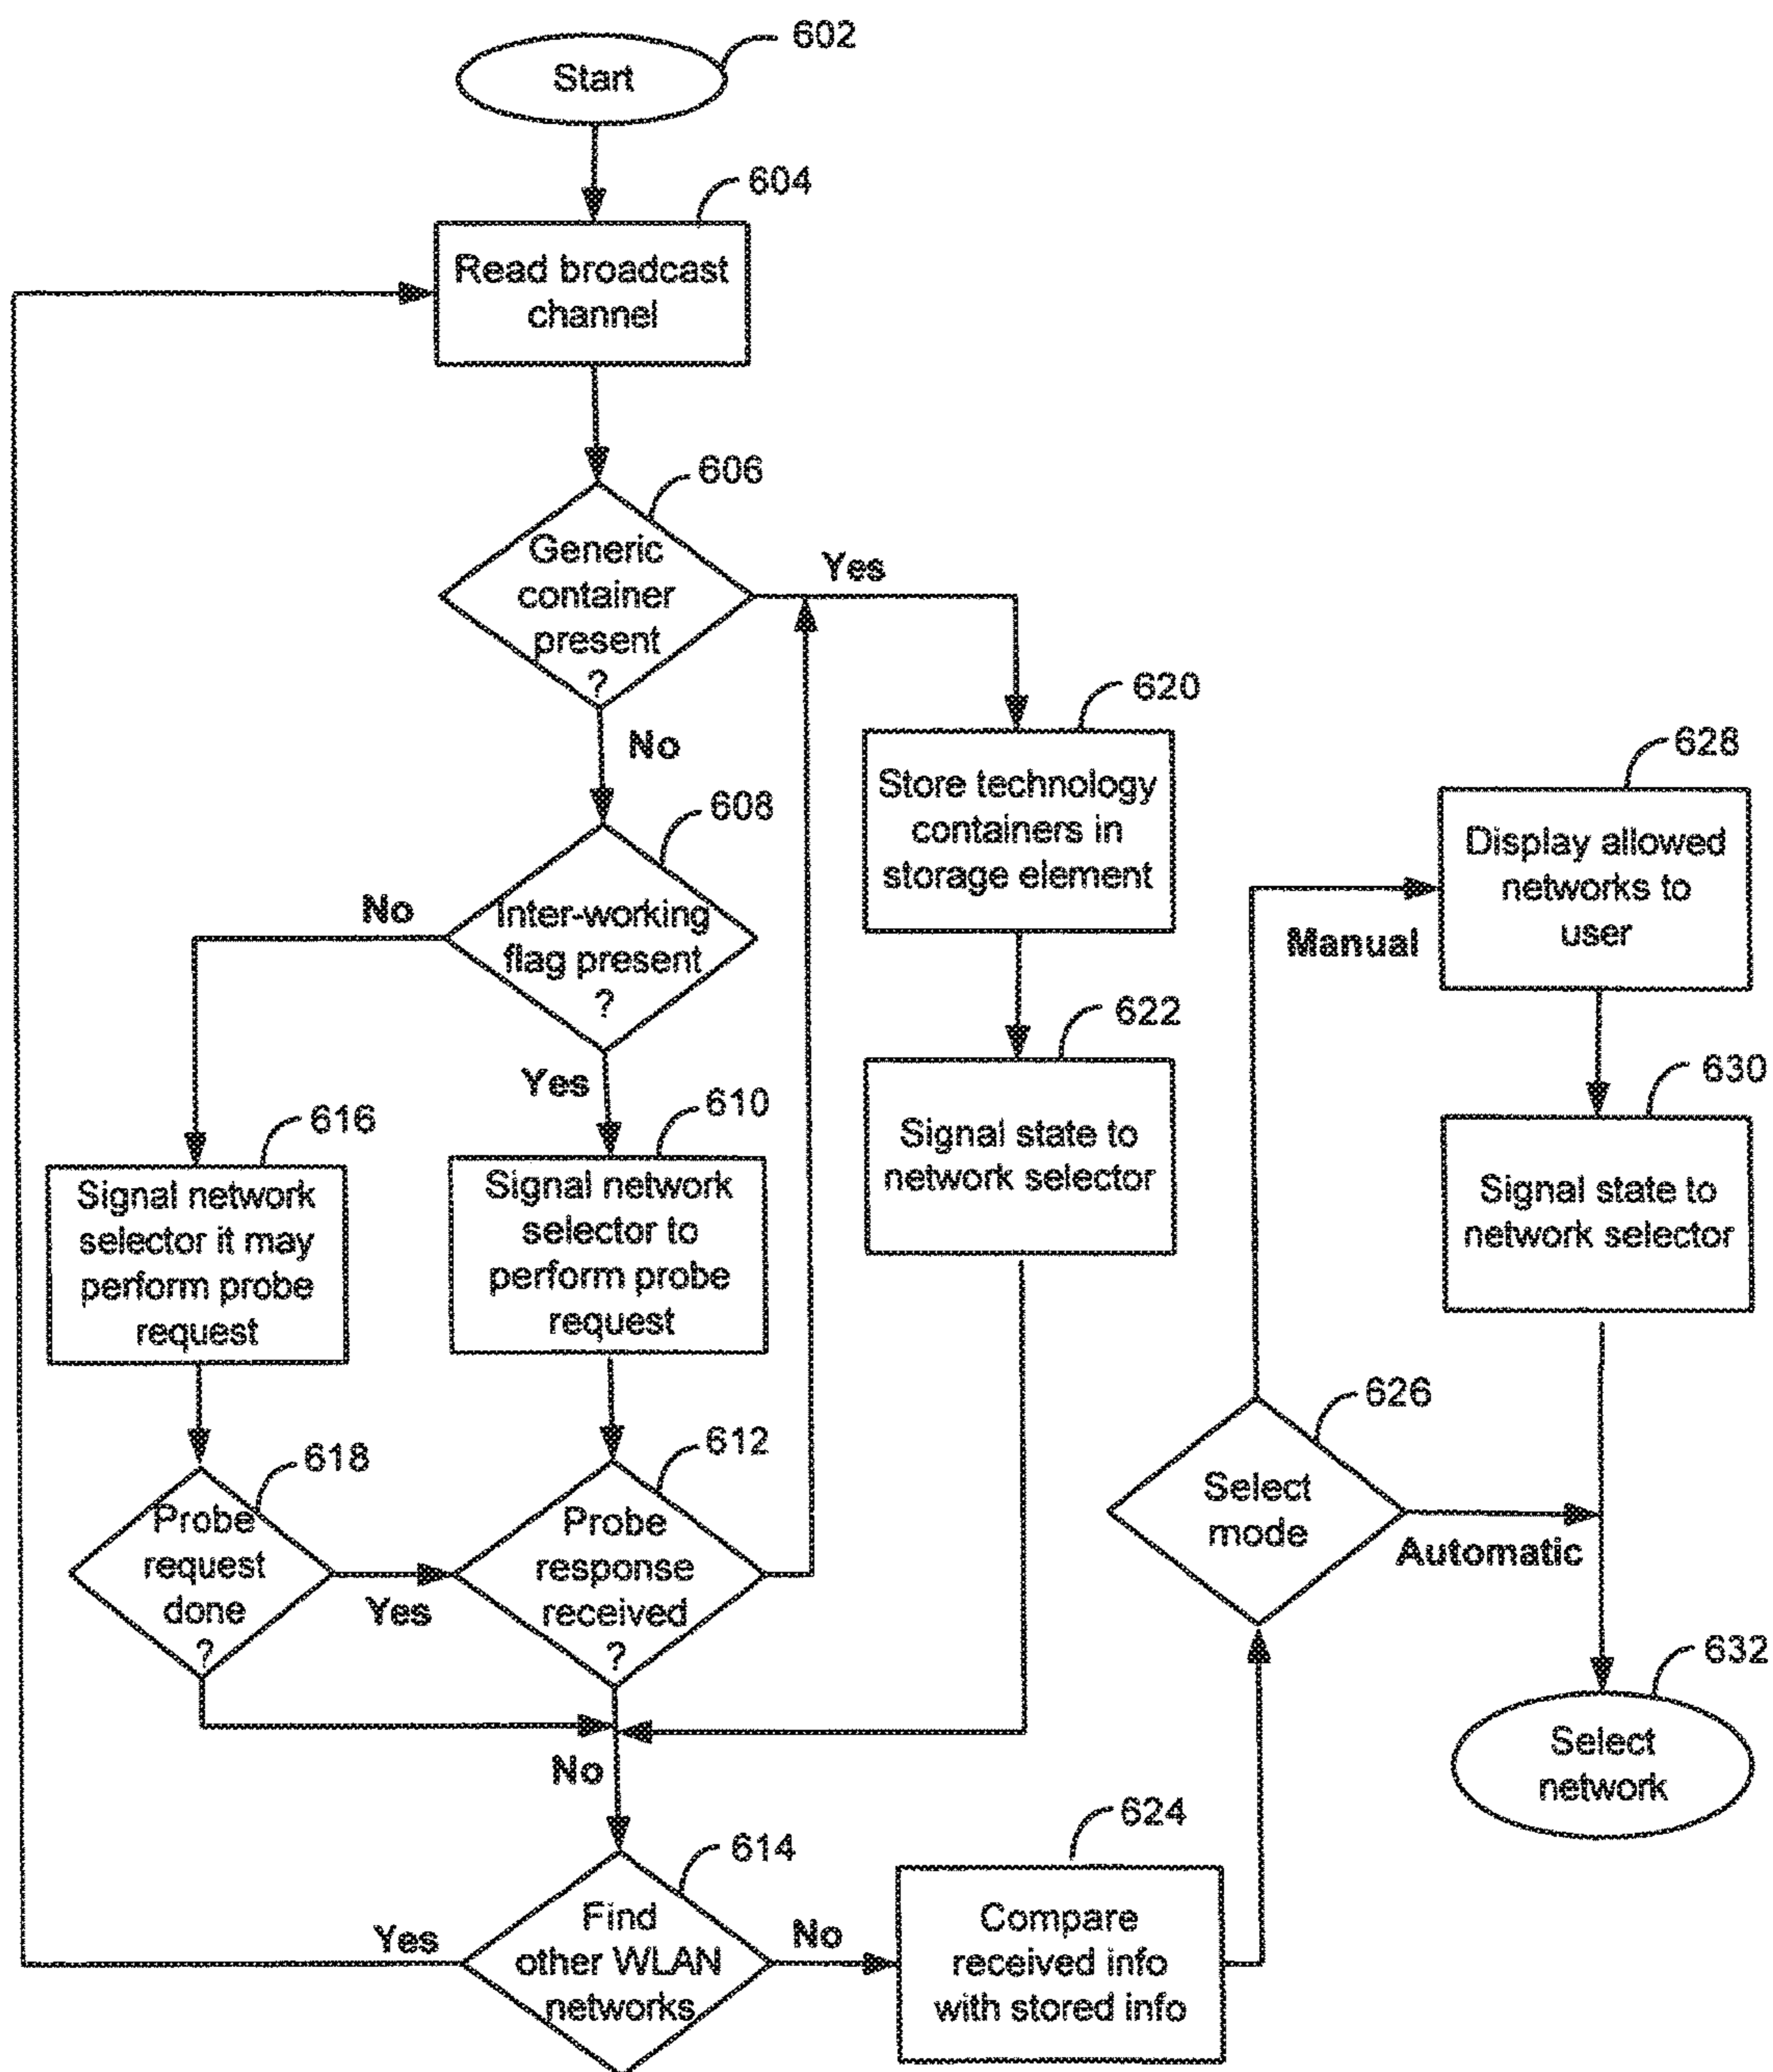 602
Start
604
Read broadcast
channel
606
Generic
container
present
?
Yes
No
608
Inter-working
flag present
?
No
Yes
616
Signal network
selector it may
perform probe
request
610
Signal network
selector to
perform probe
request
620
Store technology
containers in
storage element
622
Signal state to
network selector
618
Probe
request
done
?
Yes
612
Probe
response
received
?
No
614
Find
other WLAN
networks
Yes
No
624
Compare
received info
with stored info
626
Select
mode
Manual
Automatic
628
Display allowed
networks to
user
630
Signal state to
network selector
632
Select
network